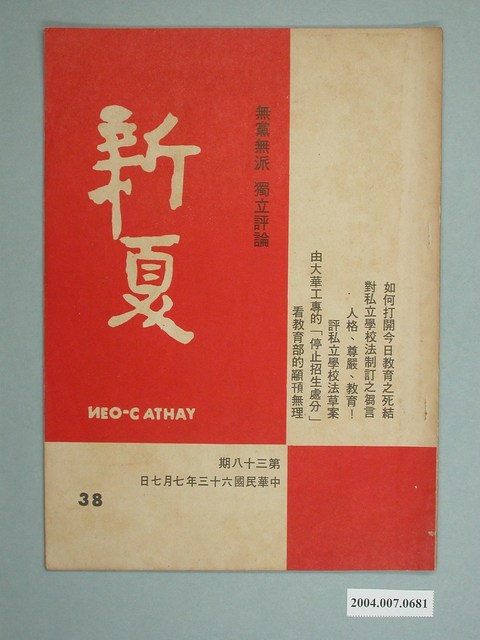 新夏
無黨無派 獨立評論
如何打開今日教育之死結
對私立學校法制訂之芻言
人格、尊嚴、教育!
評私立學校法草案
由大華工專的「停止招生處分」
看教育部的顢刊無理
NEO-CATHAY
第三十八期
中華民國六十三年七月七日
38
2004.007.0681